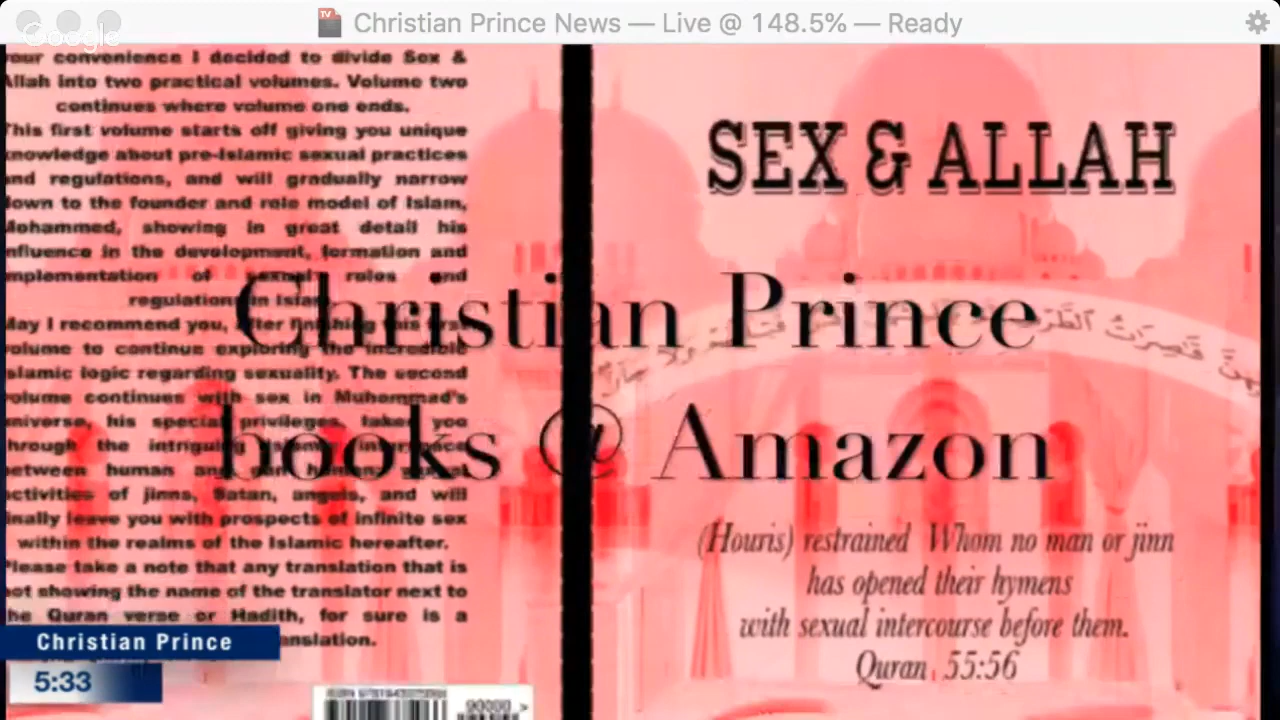 Christian Prince News — Live @ 148.5% — Ready
Google
our convenience I decided to divide Sex &
Allah into two practical volumes. Volume two
continues where volume one ends.
This first volume starts off giving you unique
knowledge about pre-Islamic sexual practices
and regulations, and will gradually narrow
down to the founder and role model of Islam,
Mohammed, showing in great detail his
influence in the development, formation and
implementation of sexual roles and
regulations in Islam.
May I recommend you, after finishing this first
volume to continue exploring the incredible
Islamic logic regarding sexuality. The second
volume continues with sex in Muhammad's
universe, his special privileges, takes you
through the intriguing Islamic
between human and
activities of jinns, Satan, angels, and will
finally leave you with prospects of infinite sex
within the realms of the Islamic hereafter.
Please take a note that any translation that is
not showing the name of the translator next to
the Quran verse or Hadith, for sure is a
anslation.
SEX & ALLAH
Christian Prince
books @ Amazon
(Houris) restrained Whom no man or jinn
has opened their hymens
with sexual intercourse before them.
Quran 55:56
Christian Prince
5:33